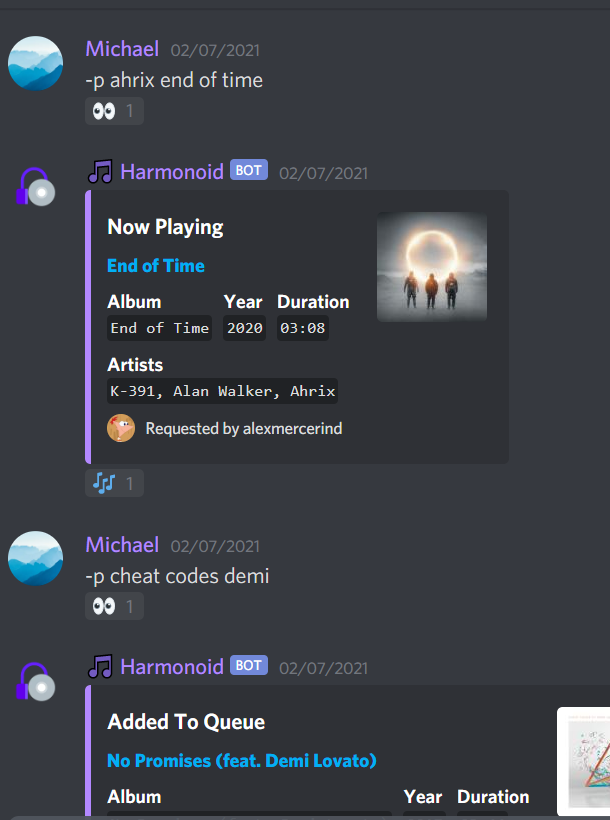 Michael 02/07/2021
-p ahrix end of time
1
Harmonoid BOT 02/07/2021
Now Playing
End of Time
Album Year Duration
End of Time 2020 03:08
Artists
K-391, Alan Walker, Ahrix
Requested by alexmercerind
1
Michael 02/07/2021
-p cheat codes demi
1
Harmonoid BOT 02/07/2021
Added To Queue
No Promises (feat. Demi Lovato)
Album Year Duration